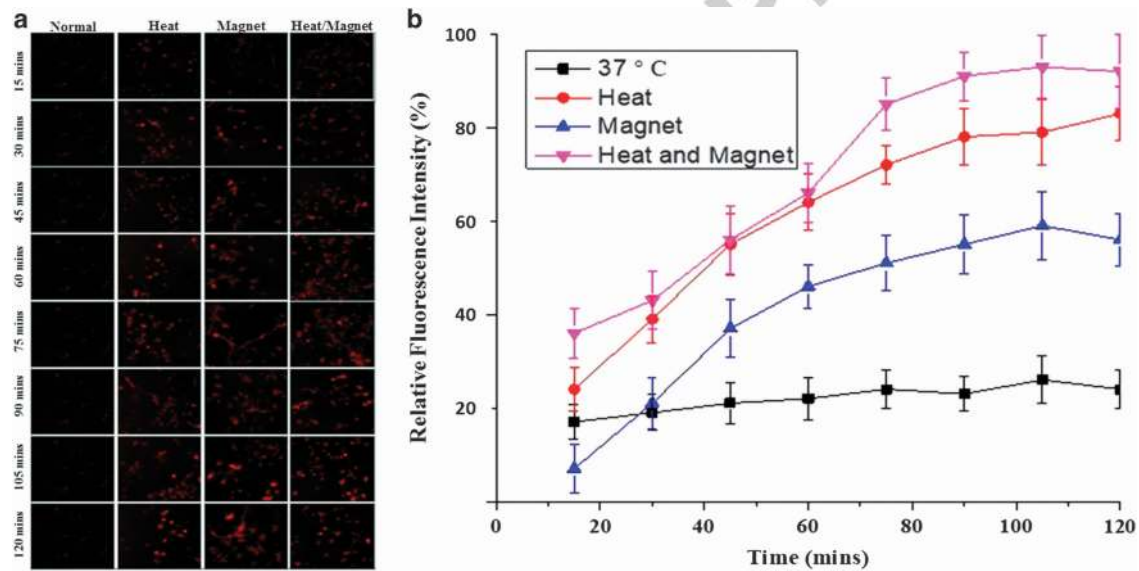 a
Normal Heat Magnet Heat/Magnet
15 mins
30 mins
45 mins
60 mins
75 mins
90 mins
105 mins
120 mins
b
37 ° C
Heat
Magnet
Heat and Magnet
Relative Fluorescence Intensity (%)
100
80
60
40
20
0 20 40 60 80 100 120
Time (mins)